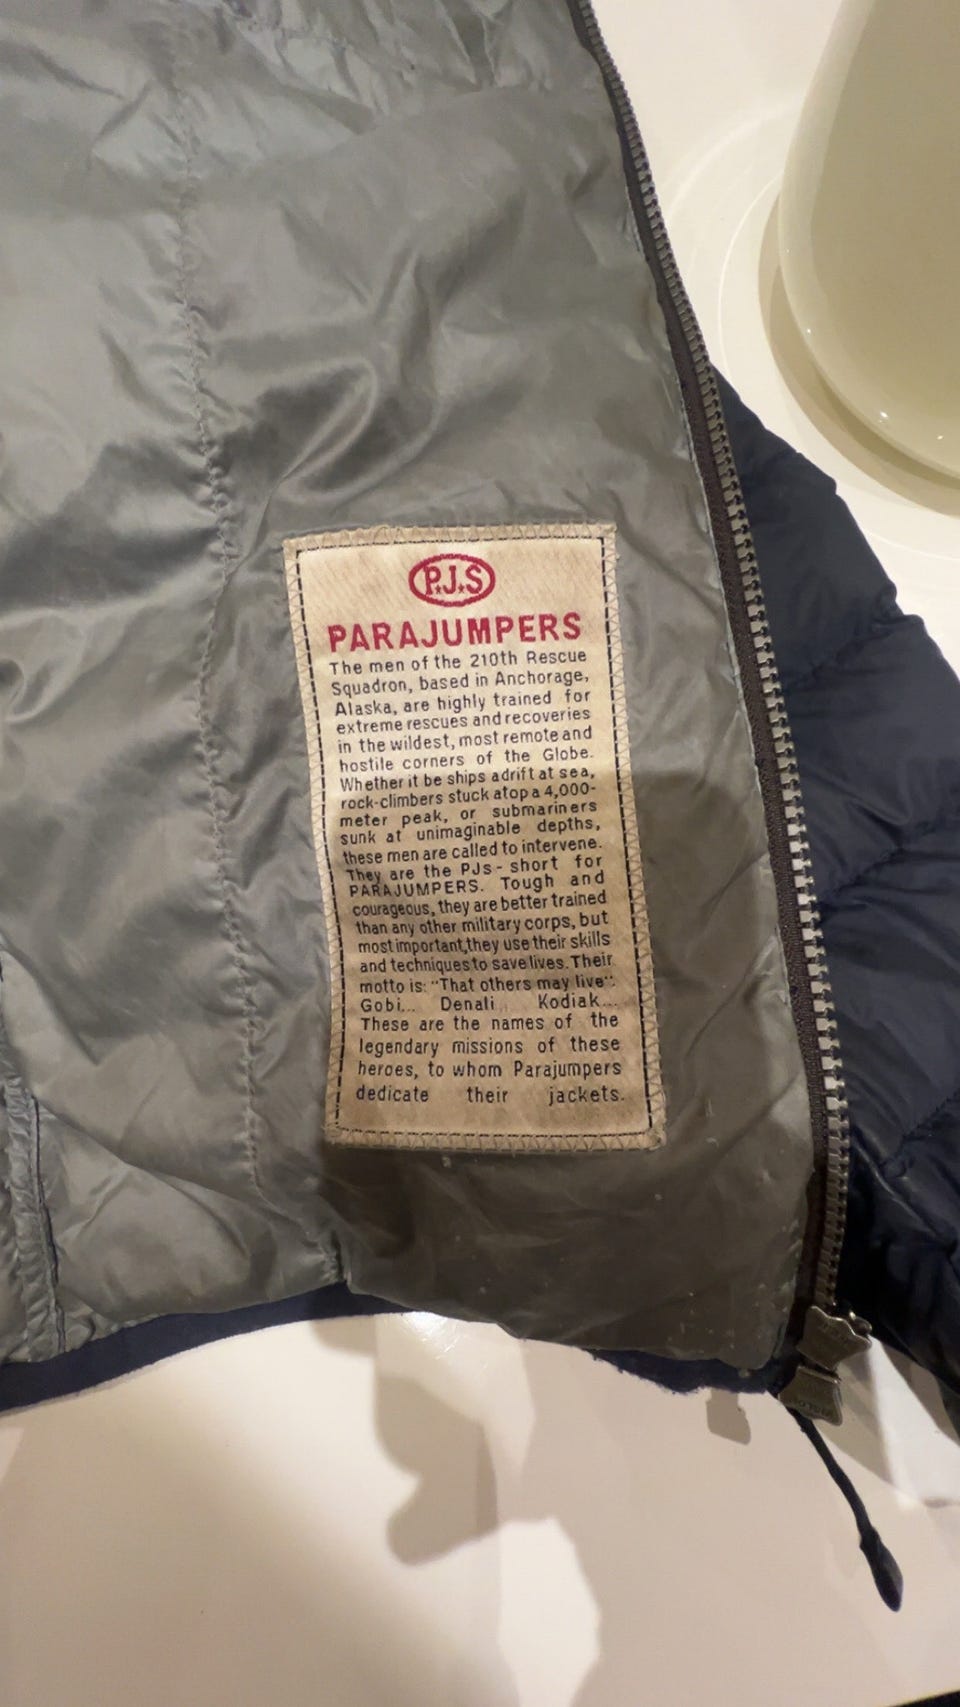 P.J.S
PARAJUMPERS
The men of the 210th Rescue
Squadron, based in Anchorage,
Alaska, are highly trained for
extreme rescues and recoveries
in the wildest, most remote and
hostile corners of the Globe.
Whether it be ships adrift at sea,
rock-climbers stuck atop a 4,000-
meter peak, or submariners
sunk at unimaginable depths,
these men are called to intervene.
They are the PJs - short for
PARAJUMPERS. Tough and
courageous, they are better trained
than any other military corps, but
most important,they use their skills
and techniques to save lives. Their
motto is: "That others may live":
Gobi... Denali... Kodiak...
These are the names of the
legendary missions of these
heroes, to whom Parajumpers
dedicate their jackets.